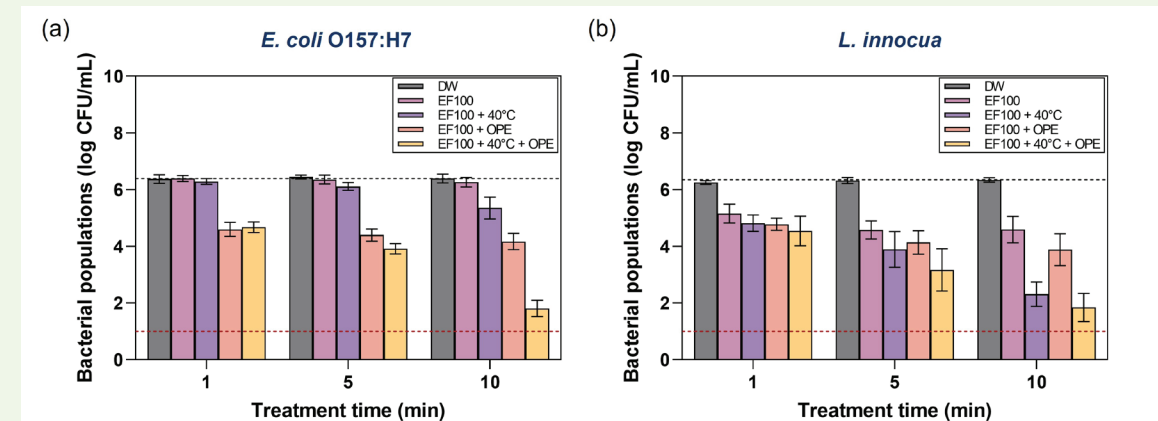 (a)
E. coli O157:H7
Bacterial populations (log CFU/mL)
10
8
6
4
2
0
DW
EF100
EF100 + 40°C
EF100 + OPE
EF100 + 40°C + OPE
1
5
10
Treatment time (min)
(b)
L. innocua
Bacterial populations (log CFU/mL)
10
8
6
4
2
0
DW
EF100
EF100 + 40°C
EF100 + OPE
EF100 + 40°C + OPE
1
5
10
Treatment time (min)